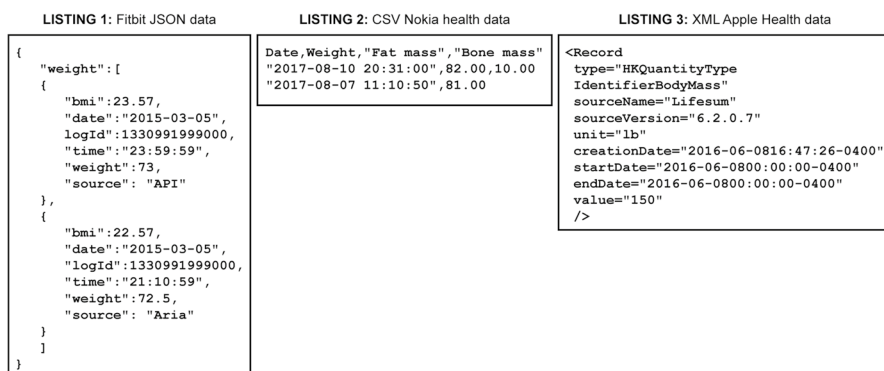 LISTING 1: Fitbit JSON data
{
"weight":[
{
"bmi":23.57,
"date":"2015-03-05",
logId":1330991999000,
"time":"23:59:59",
"weight":73,
"source": "API"
},
{
"bmi":22.57,
"date":"2015-03-05",
"logId":1330991999000,
"time":"21:10:59",
"weight":72.5,
"source": "Aria"
}
]
}
LISTING 2: CSV Nokia health data
Date,Weight,"Fat mass","Bone mass"
"2017-08-10 20:31:00",82.00,10.00
"2017-08-07 11:10:50",81.00
LISTING 3: XML Apple Health data
<Record
type="HKQuantityType
IdentifierBodyMass"
sourceName="Lifesum"
sourceVersion="6.2.0.7"
unit="lb"
creationDate="2016-06-0816:47:26-0400"
startDate="2016-06-0800:00:00-0400"
endDate="2016-06-0800:00:00-0400"
value="150"
/>